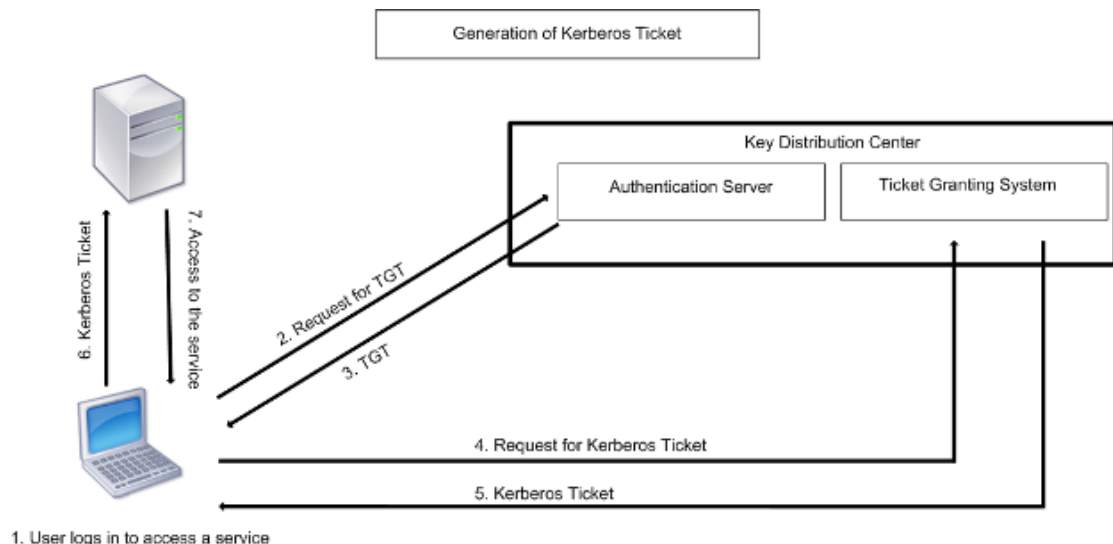 Generation of Kerberos Ticket
Key Distribution Center
Authentication Server
Ticket Granting System
6. Kerberos Ticket
7. Access to the service
2. Request for TGT
3. TGT
4. Request for Kerberos Ticket
5. Kerberos Ticket
1. User logs in to access a service